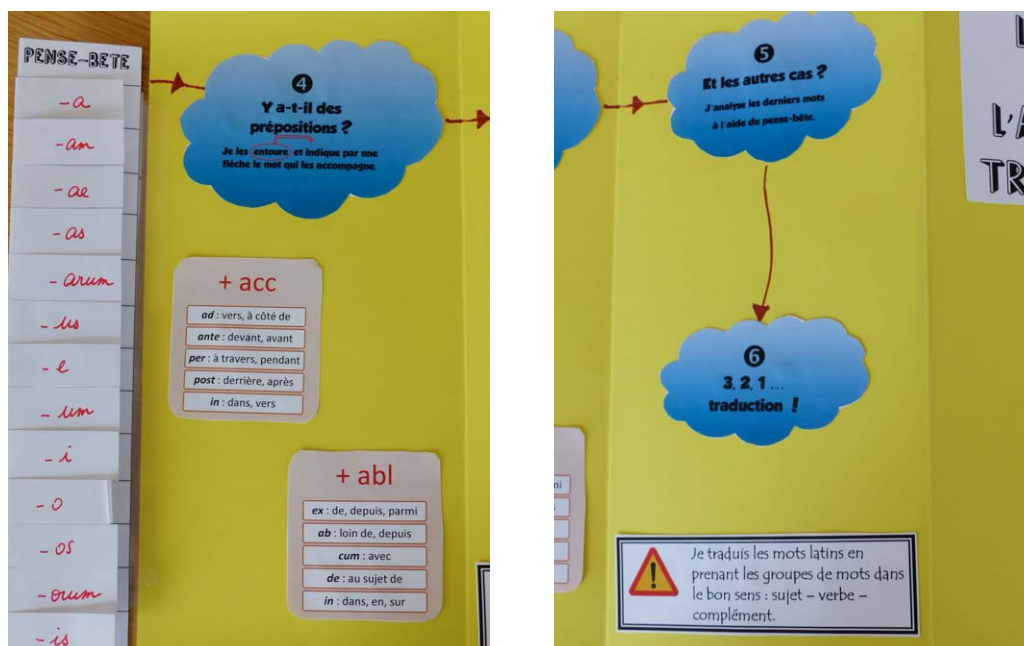 PENSE-BETE
-a
-am
-ae
-as
-arum
-us
-e
-um
-i
-o
-os
-orum
-is
4
Y a-t-il des
prépositions ?
Je les entoure et indique par une
flèche le mot qui les accompagne.
+ acc
ad : vers, à côté de
ante : devant, avant
per : à travers, pendant
post : derrière, après
in : dans, vers
+ abl
ex : de, depuis, parmi
ab : loin de, depuis
cum : avec
de : au sujet de
in : dans, en, sur
5
Et les autres cas ?
J'analyse les derniers mots
à l'aide du pense-bête.
6
3, 2, 1 ...
traduction !
Je traduis les mots latins en
prenant les groupes de mots dans
le bon sens : sujet – verbe –
complément.
L'A
TR